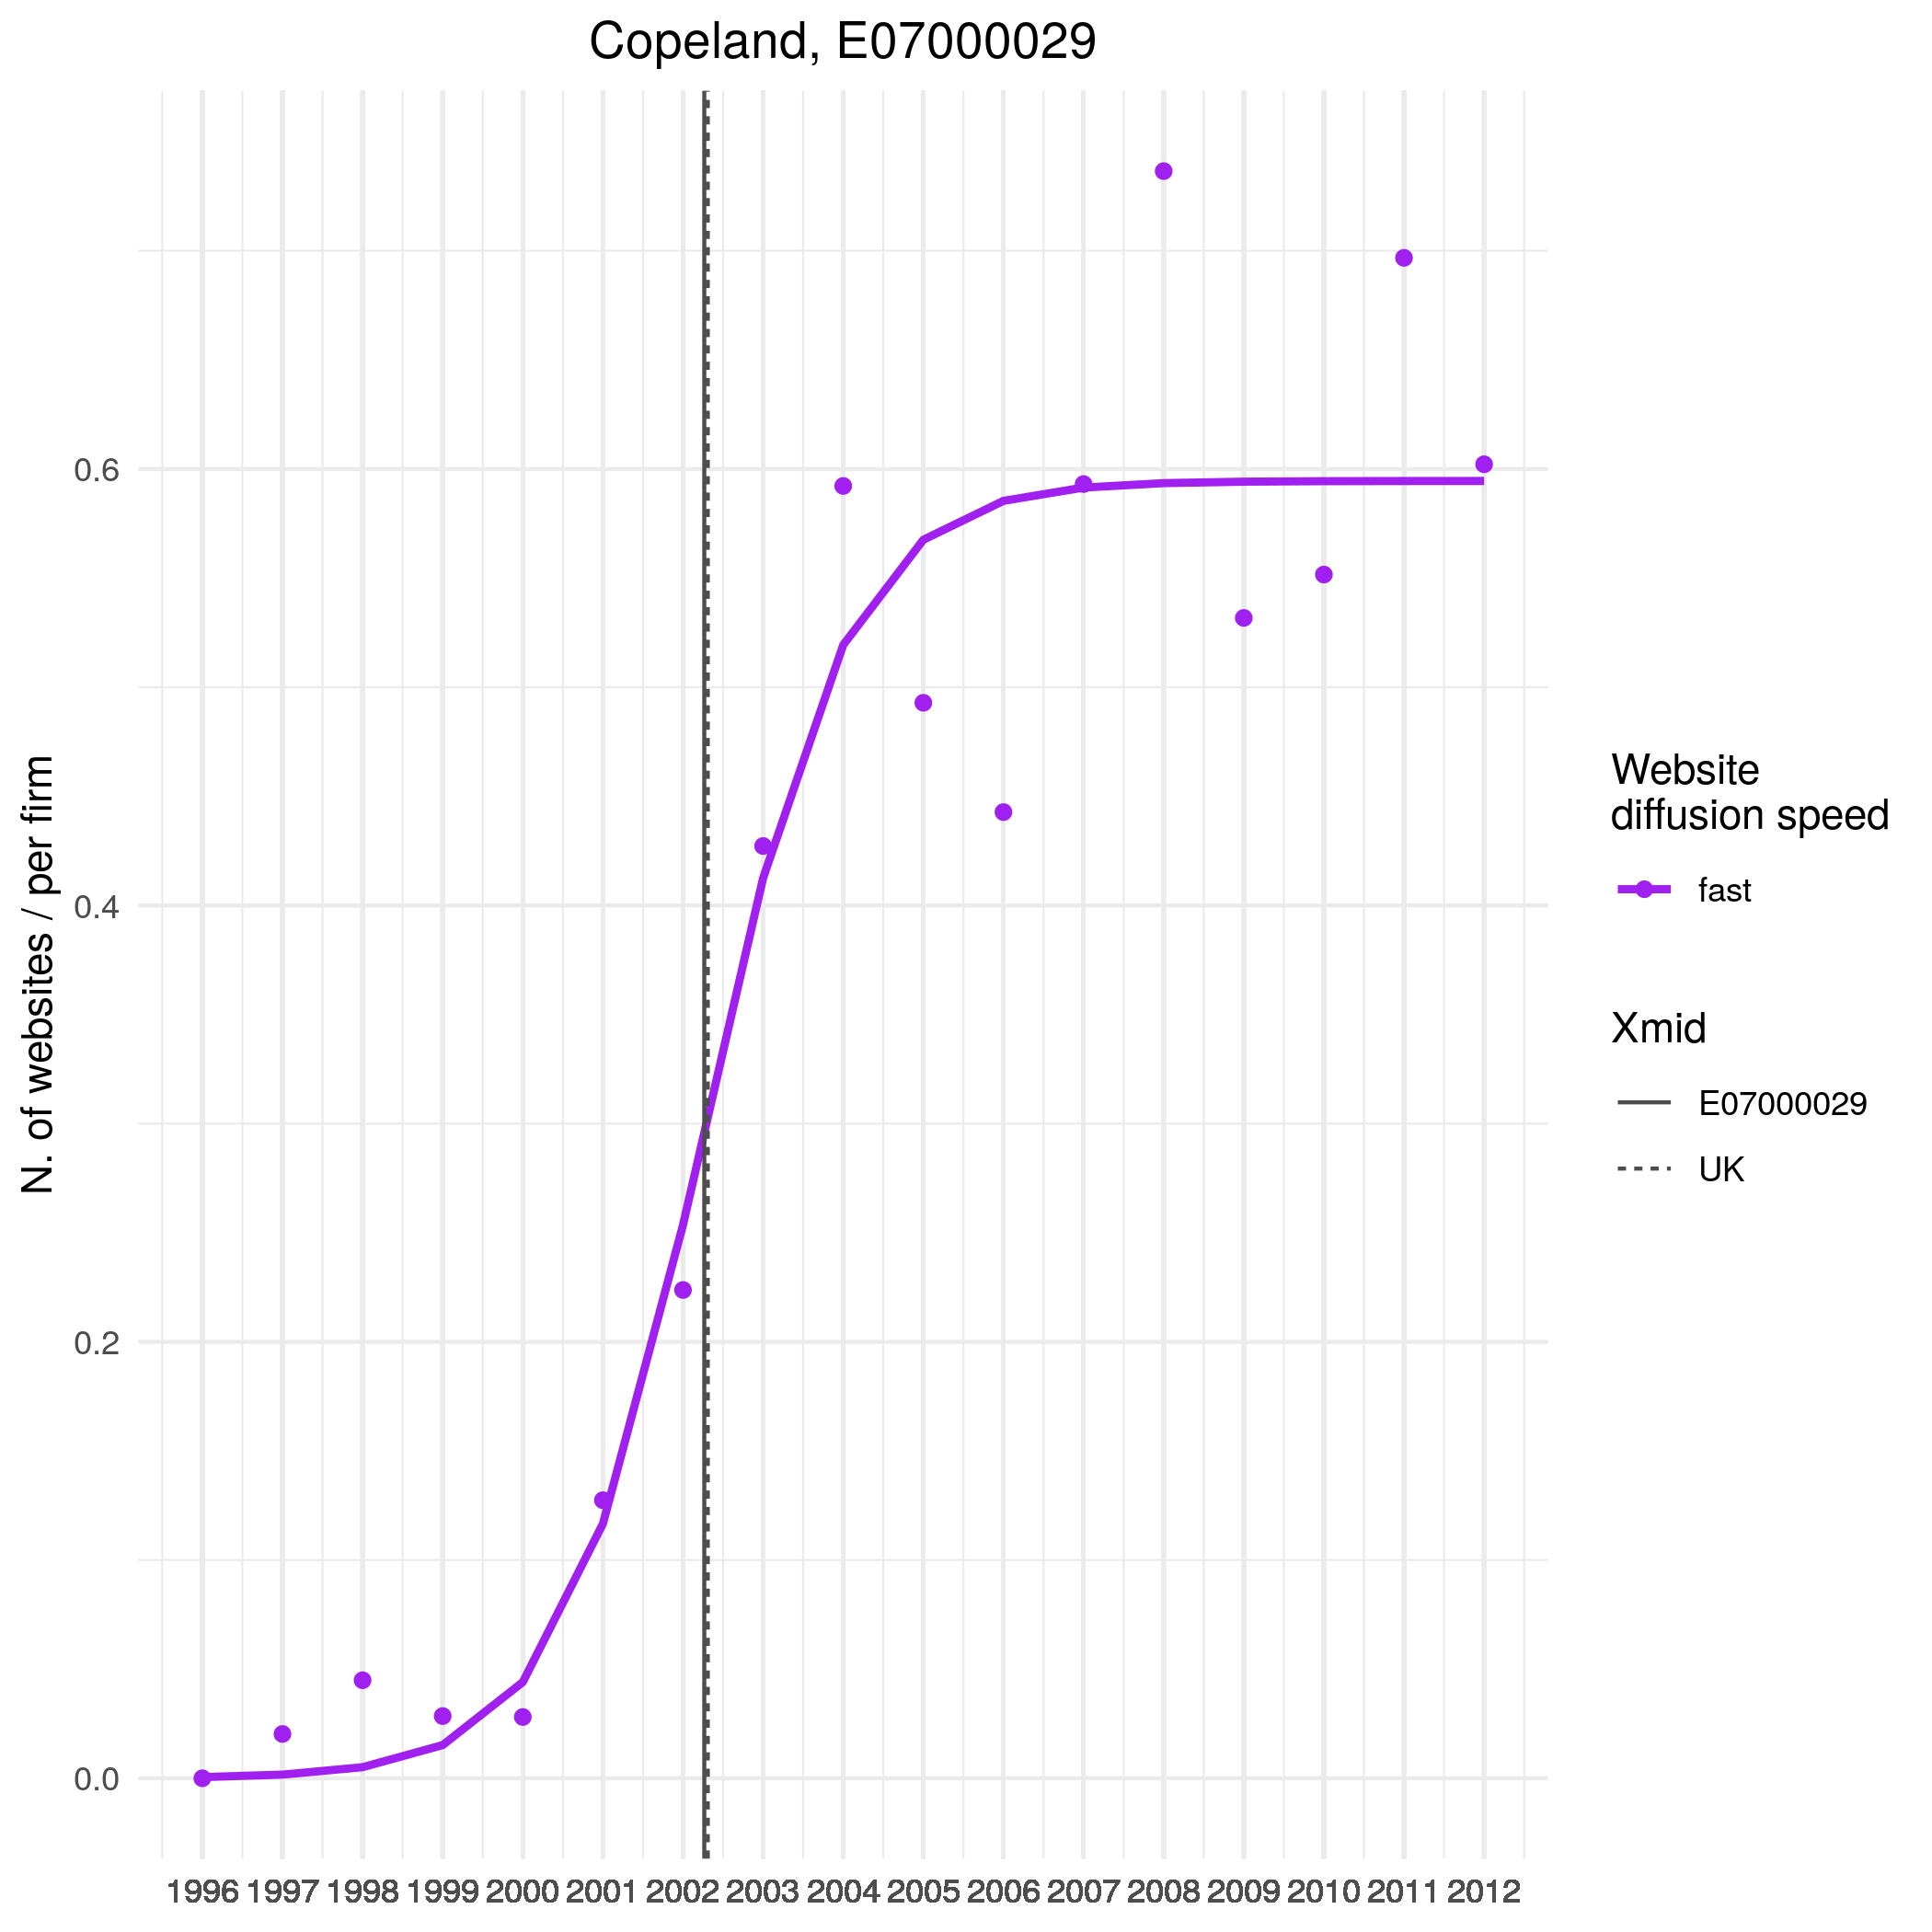 Copeland, E07000029
N. of websites / per firm
0.6
0.4
0.2
0.0
1996 1997 1998 1999 2000 2001 2002 2003 2004 2005 2006 2007 2008 2009 2010 2011 2012
Website
diffusion speed
fast
Xmid
E07000029
UK